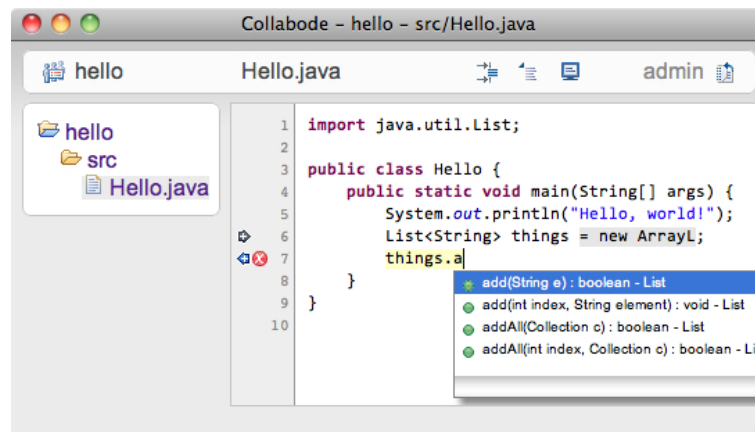 Collabode – hello – src/Hello.java
hello Hello.java admin
hello
src
Hello.java
1 import java.util.List;
2
3 public class Hello {
4 public static void main(String[] args) {
5 System.out.println("Hello, world!");
6 List<String> things = new ArrayL;
7 things.a
8 }
9 }
10
add(String e) : boolean - List
add(int index, String element) : void - List
addAll(Collection c) : boolean - List
addAll(int index, Collection c) : boolean - Li